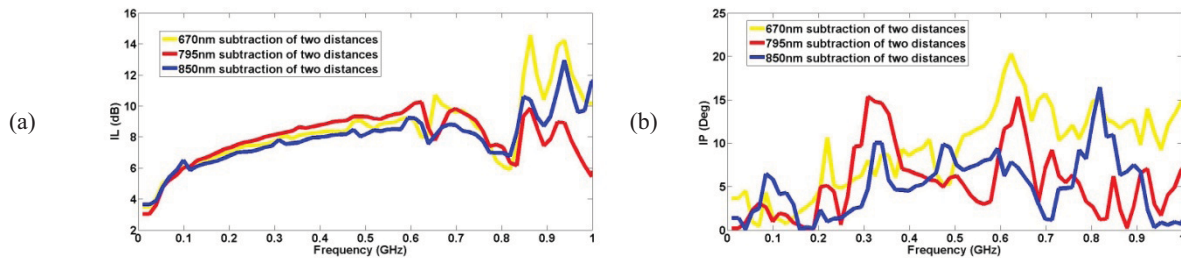 (a)
IL (dB)
14
12
10
8
6
4
2
670nm subtraction of two distances
795nm subtraction of two distances
850nm subtraction of two distances
0
0.1
0.2
0.3
0.4
0.5
0.6
0.7
0.8
0.9
1
Frequency (GHz)
(b)
IP (Deg)
25
20
15
10
5
0
670nm subtraction of two distances
795nm subtraction of two distances
850nm subtraction of two distances
0
0.1
0.2
0.3
0.4
0.5
0.6
0.7
0.8
0.9
1
Frequency (GHz)